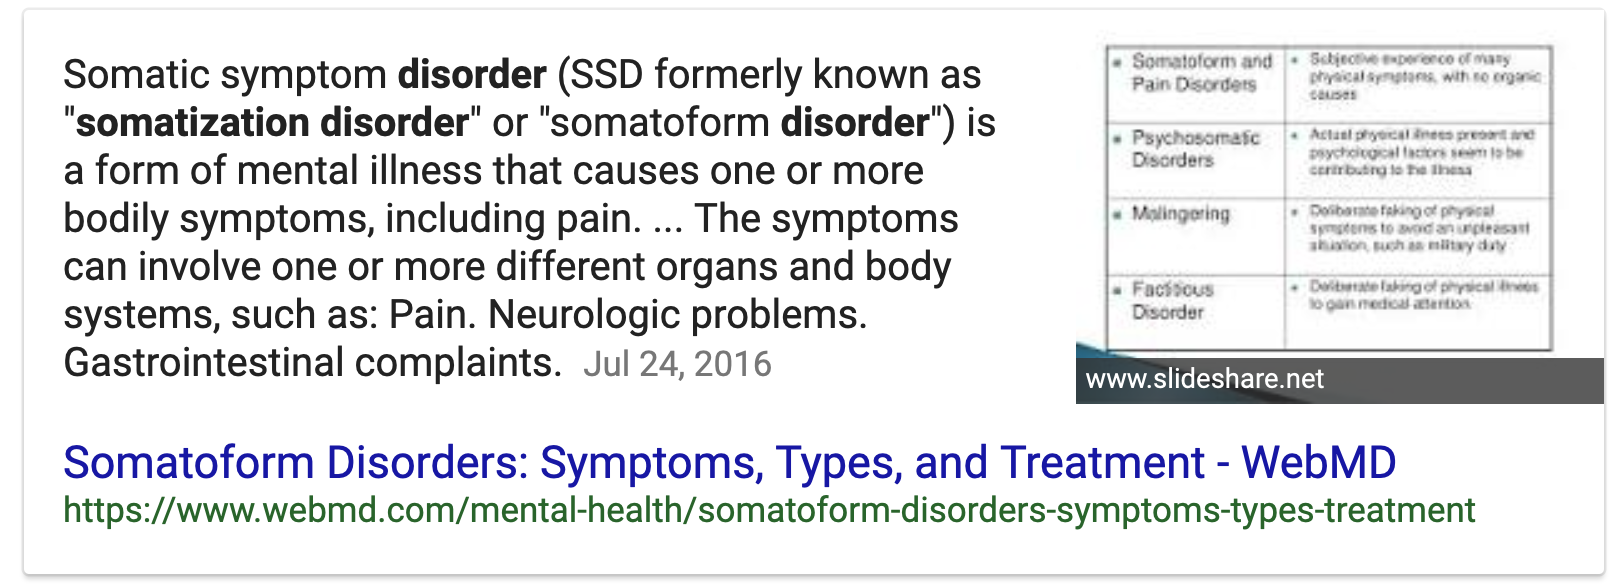 Somatic symptom disorder (SSD formerly known as
"somatization disorder" or "somatoform disorder") is
a form of mental illness that causes one or more
bodily symptoms, including pain. ... The symptoms
can involve one or more different organs and body
systems, such as: Pain. Neurologic problems.
Gastrointestinal complaints. Jul 24, 2016
Somatoform and
Pain Disorders
Subjective experience of many
physical symptoms, with no organic
causes
Psychosomatic
Disorders
Actual physical illness present and
psychological factors seem to be
contributing to the illness
Malingering
Deliberate faking of physical
symptoms to avoid an unpleasant
situation, such as military duty
Factitious
Disorder
Deliberate faking of physical illness
to gain medical attention.
www.slideshare.net
Somatoform Disorders: Symptoms, Types, and Treatment - WebMD
https://www.webmd.com/mental-health/somatoform-disorders-symptoms-types-treatment